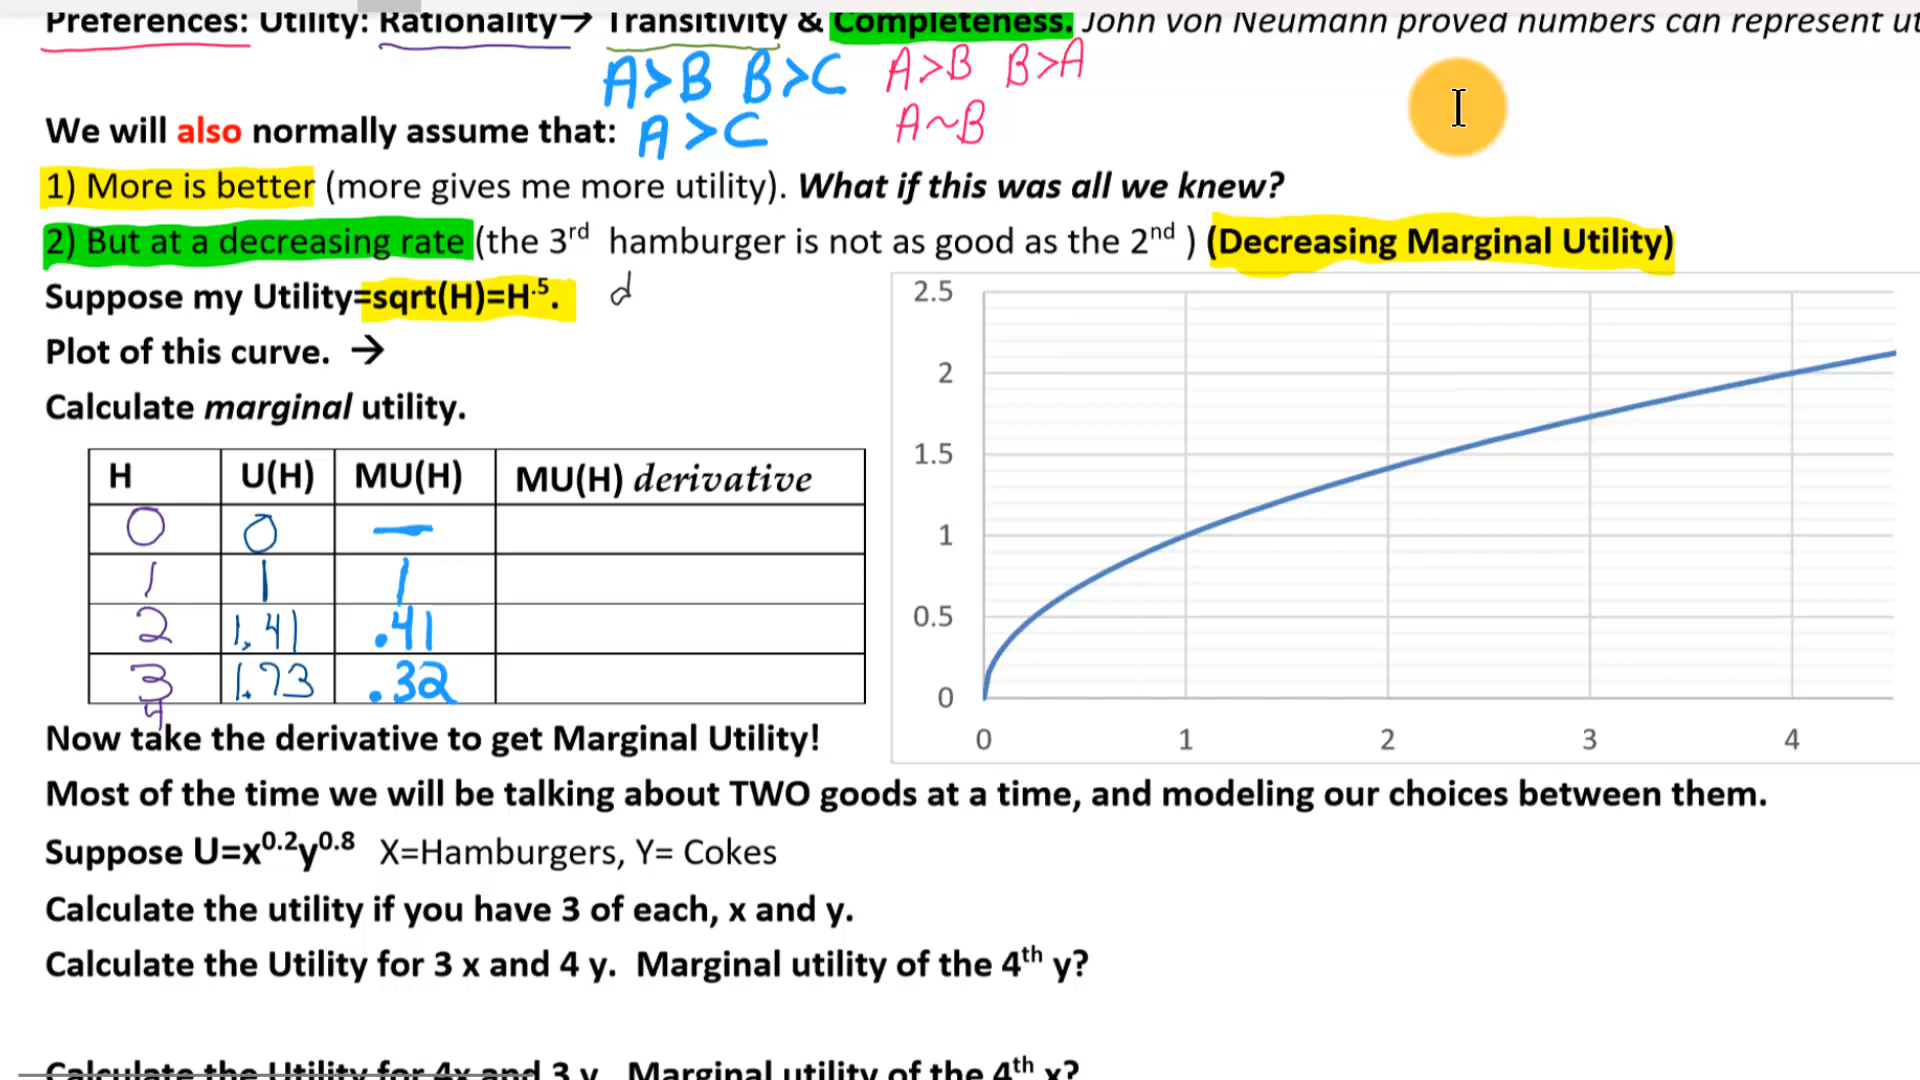 Preferences: Utility: Rationality→ Transitivity & Completeness. John von Neumann proved numbers can represent ut
A>B B>C A>B B>A
We will also normally assume that: A>C A~B
1) More is better (more gives me more utility). What if this was all we knew?
2) But at a decreasing rate (the 3rd hamburger is not as good as the 2nd ) (Decreasing Marginal Utility)
Suppose my Utility=sqrt(H)=H.5. d
Plot of this curve. →
Calculate marginal utility.
H U(H) MU(H) MU(H) derivative
0 0 —
1 1 1
2 1.41 .41
3 1.73 .32
4
2.5
2
1.5
1
0.5
0
0 1 2 3 4
Now take the derivative to get Marginal Utility!
Most of the time we will be talking about TWO goods at a time, and modeling our choices between them.
Suppose U=x0.2y0.8 X=Hamburgers, Y= Cokes
Calculate the utility if you have 3 of each, x and y.
Calculate the Utility for 3 x and 4 y. Marginal utility of the 4th y?
Calculate the Utility for 4x and 3 y. Marginal utility of the 4th x?